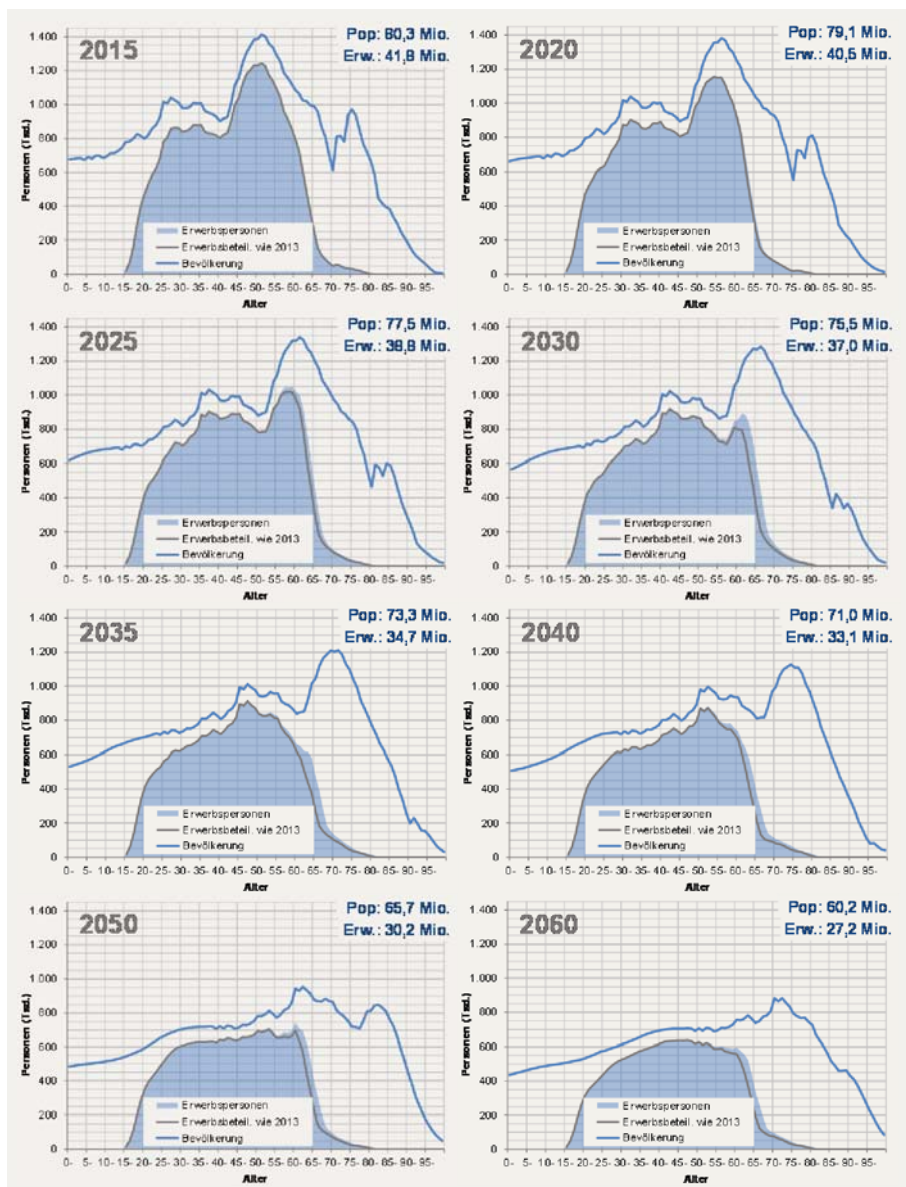 2015
Pop: 80,3 Mio.
Erw.: 41,8 Mio.
Personen (Tsd.)
1.400
1.200
1.000
800
600
400
200
0
Erwerbspersonen
Erwerbsbeteil. wie 2013
Bevölkerung
0- 5- 10- 15- 20- 25- 30- 35- 40- 45- 50- 55- 60- 65- 70- 75- 80- 85- 90- 95-
Alter
2020
Pop: 79,1 Mio.
Erw.: 40,5 Mio.
Personen (Tsd.)
1.400
1.200
1.000
800
600
400
200
0
Erwerbspersonen
Erwerbsbeteil. wie 2013
Bevölkerung
0- 5- 10- 15- 20- 25- 30- 35- 40- 45- 50- 55- 60- 65- 70- 75- 80- 85- 90- 95-
Alter
2025
Pop: 77,5 Mio.
Erw.: 38,8 Mio.
Personen (Tsd.)
1.400
1.200
1.000
800
600
400
200
0
Erwerbspersonen
Erwerbsbeteil. wie 2013
Bevölkerung
0- 5- 10- 15- 20- 25- 30- 35- 40- 45- 50- 55- 60- 65- 70- 75- 80- 85- 90- 95-
Alter
2030
Pop: 75,5 Mio.
Erw.: 37,0 Mio.
Personen (Tsd.)
1.400
1.200
1.000
800
600
400
200
0
Erwerbspersonen
Erwerbsbeteil. wie 2013
Bevölkerung
0- 5- 10- 15- 20- 25- 30- 35- 40- 45- 50- 55- 60- 65- 70- 75- 80- 85- 90- 95-
Alter
2035
Pop: 73,3 Mio.
Erw.: 34,7 Mio.
Personen (Tsd.)
1.400
1.200
1.000
800
600
400
200
0
Erwerbspersonen
Erwerbsbeteil. wie 2013
Bevölkerung
0- 5- 10- 15- 20- 25- 30- 35- 40- 45- 50- 55- 60- 65- 70- 75- 80- 85- 90- 95-
Alter
2040
Pop: 71,0 Mio.
Erw.: 33,1 Mio.
Personen (Tsd.)
1.400
1.200
1.000
800
600
400
200
0
Erwerbspersonen
Erwerbsbeteil. wie 2013
Bevölkerung
0- 5- 10- 15- 20- 25- 30- 35- 40- 45- 50- 55- 60- 65- 70- 75- 80- 85- 90- 95-
Alter
2050
Pop: 65,7 Mio.
Erw.: 30,2 Mio.
Personen (Tsd.)
1.400
1.200
1.000
800
600
400
200
0
Erwerbspersonen
Erwerbsbeteil. wie 2013
Bevölkerung
0- 5- 10- 15- 20- 25- 30- 35- 40- 45- 50- 55- 60- 65- 70- 75- 80- 85- 90- 95-
Alter
2060
Pop: 60,2 Mio.
Erw.: 27,2 Mio.
Personen (Tsd.)
1.400
1.200
1.000
800
600
400
200
0
Erwerbspersonen
Erwerbsbeteil. wie 2013
Bevölkerung
0- 5- 10- 15- 20- 25- 30- 35- 40- 45- 50- 55- 60- 65- 70- 75- 80- 85- 90- 95-
Alter